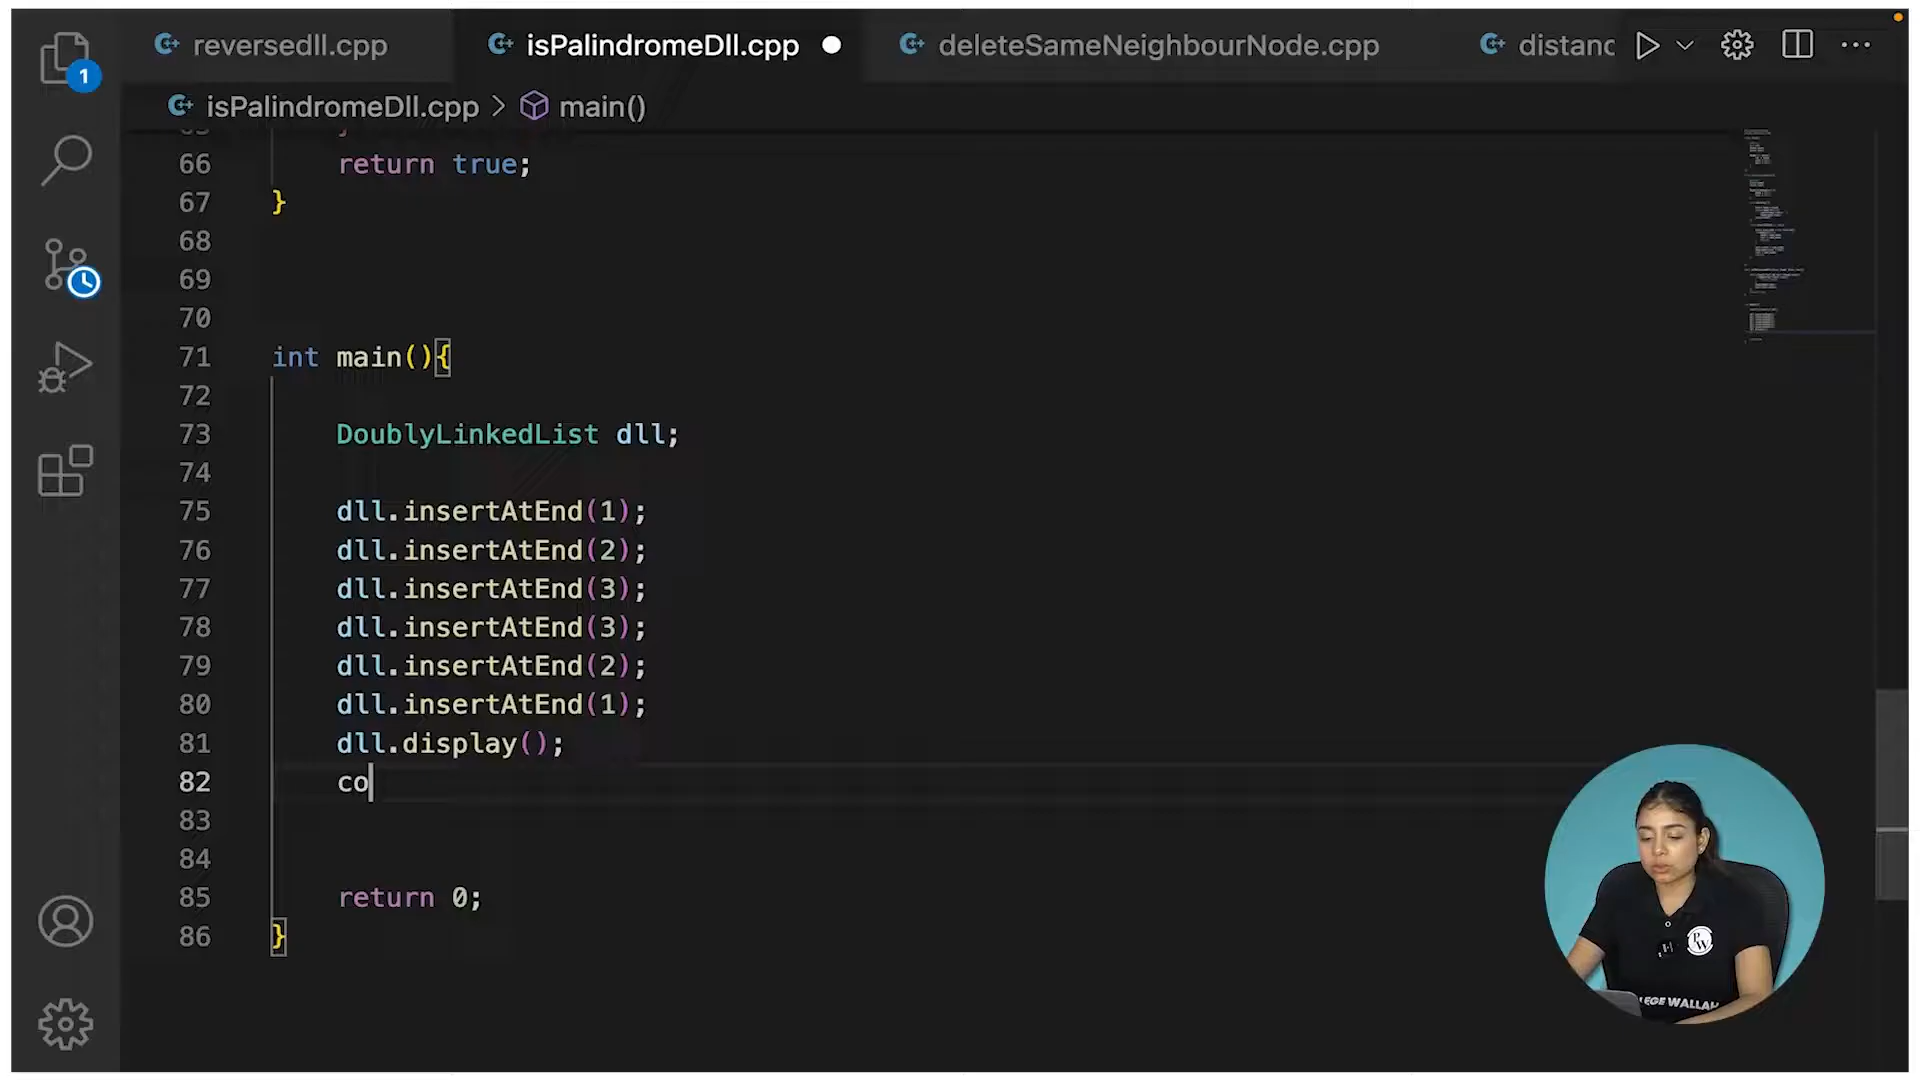 reversedll.cpp
isPalindromeDll.cpp
deleteSameNeighbourNode.cpp
distanc
1
isPalindromeDll.cpp > main()
66 return true;
67 }
68
69
70
71 int main(){
72
73 DoublyLinkedList dll;
74
75 dll.insertAtEnd(1);
76 dll.insertAtEnd(2);
77 dll.insertAtEnd(3);
78 dll.insertAtEnd(3);
79 dll.insertAtEnd(2);
80 dll.insertAtEnd(1);
81 dll.display();
82 co
83
84
85 return 0;
86 }
PW
LEGE WALLAH